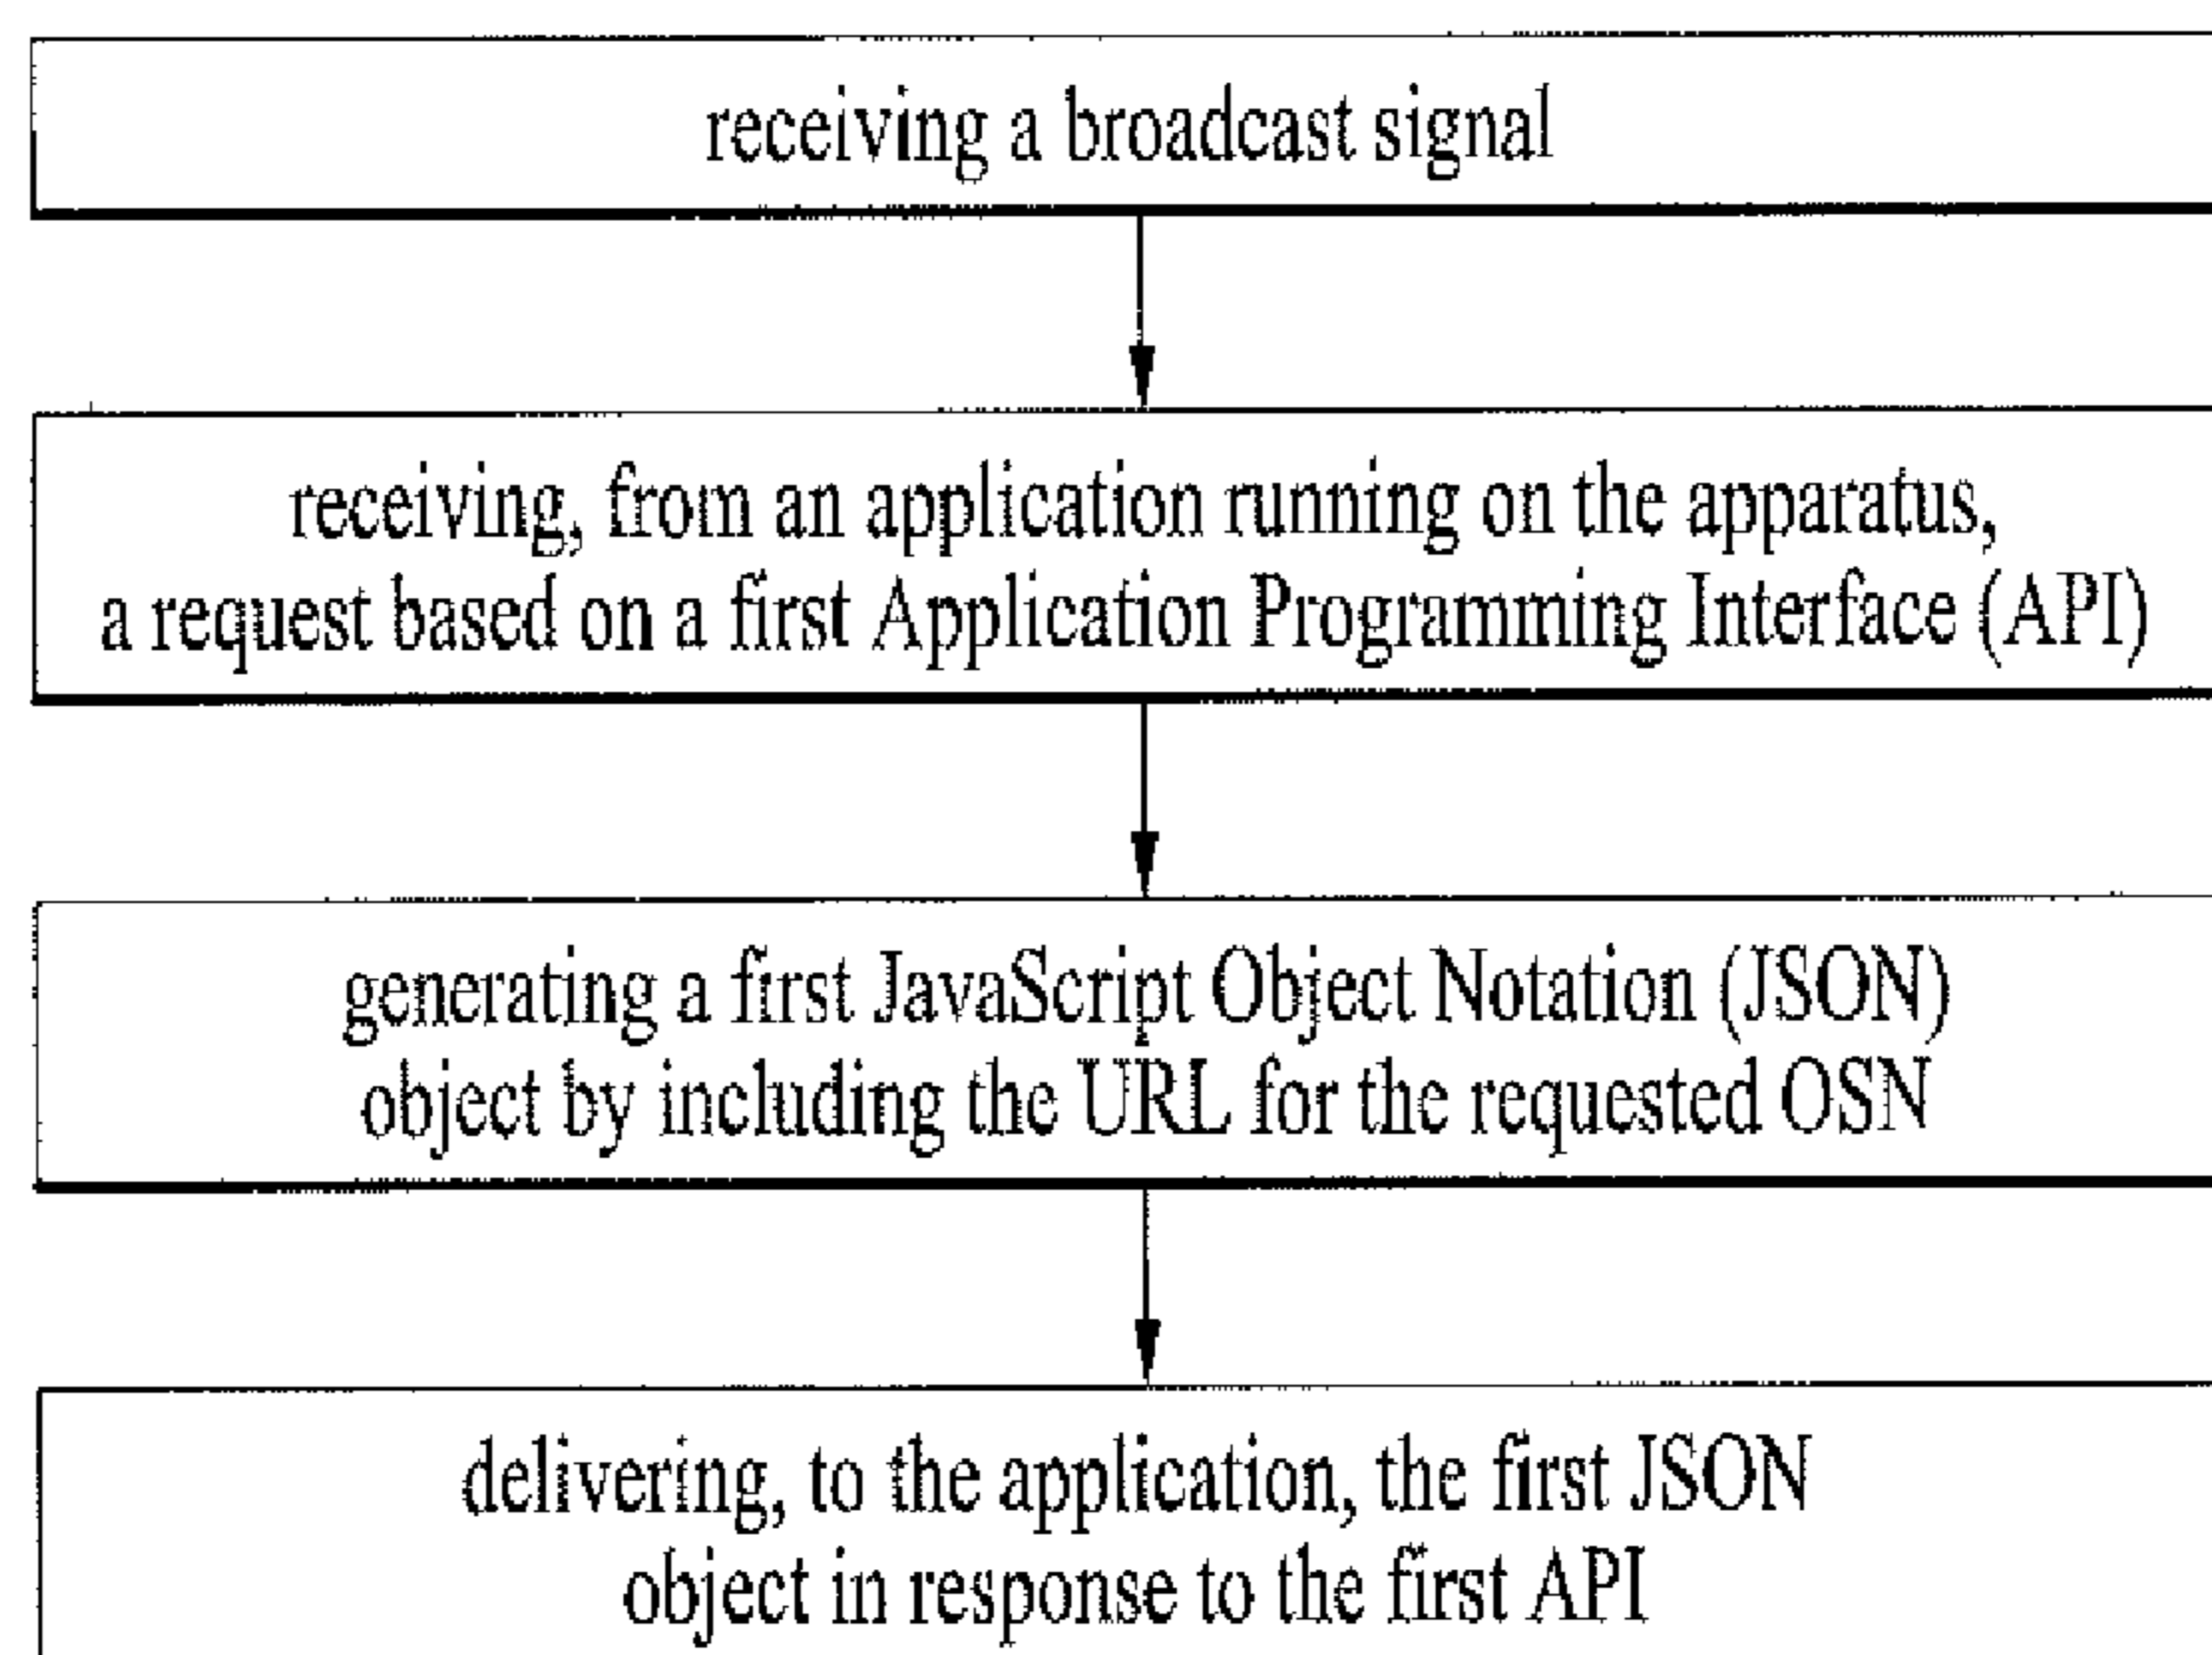 receiving a broadcast signal
receiving, from an application running on the apparatus,
a request based on a first Application Programming Interface (API)
generating a first JavaScript Object Notation (JSON)
object by including the URL for the requested OSN
delivering, to the application, the first JSON
object in response to the first API